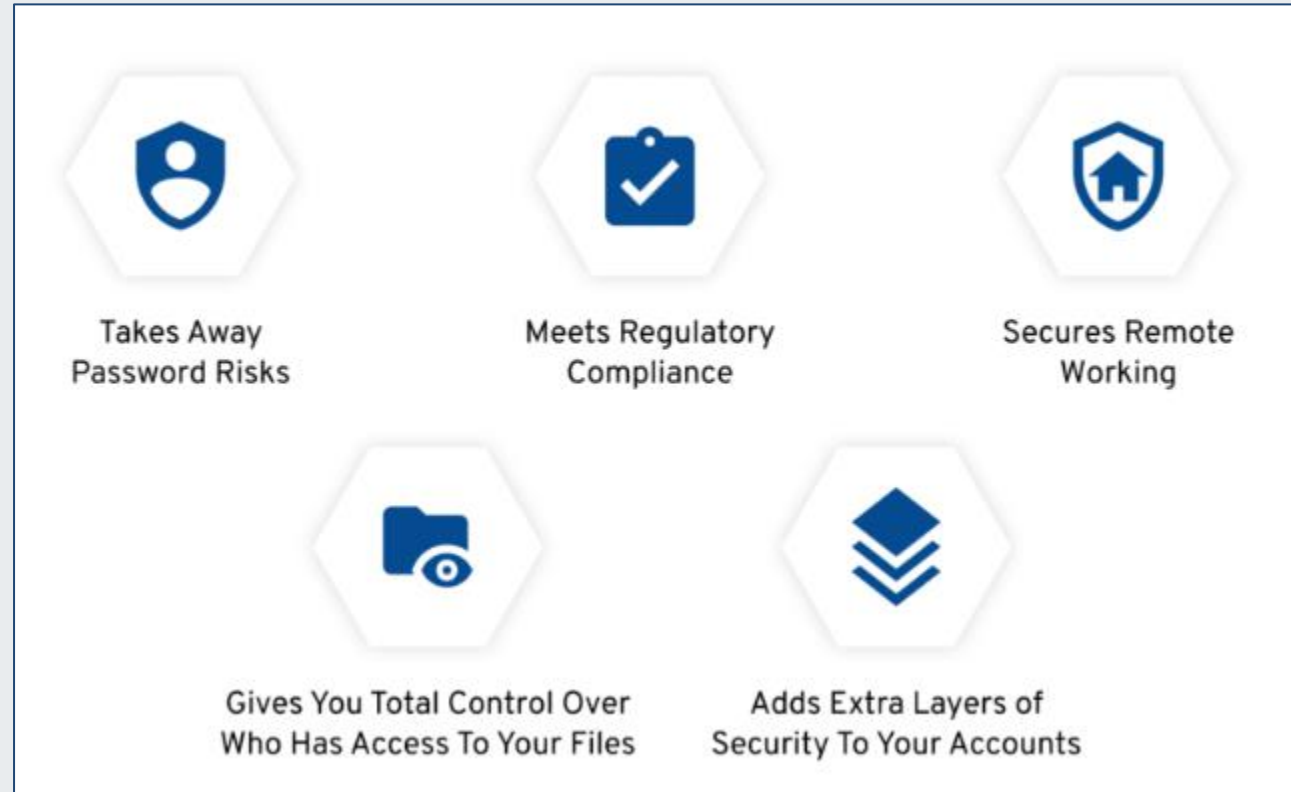 Takes Away
Password Risks
Meets Regulatory
Compliance
Secures Remote
Working
Gives You Total Control Over
Who Has Access To Your Files
Adds Extra Layers of
Security To Your Accounts